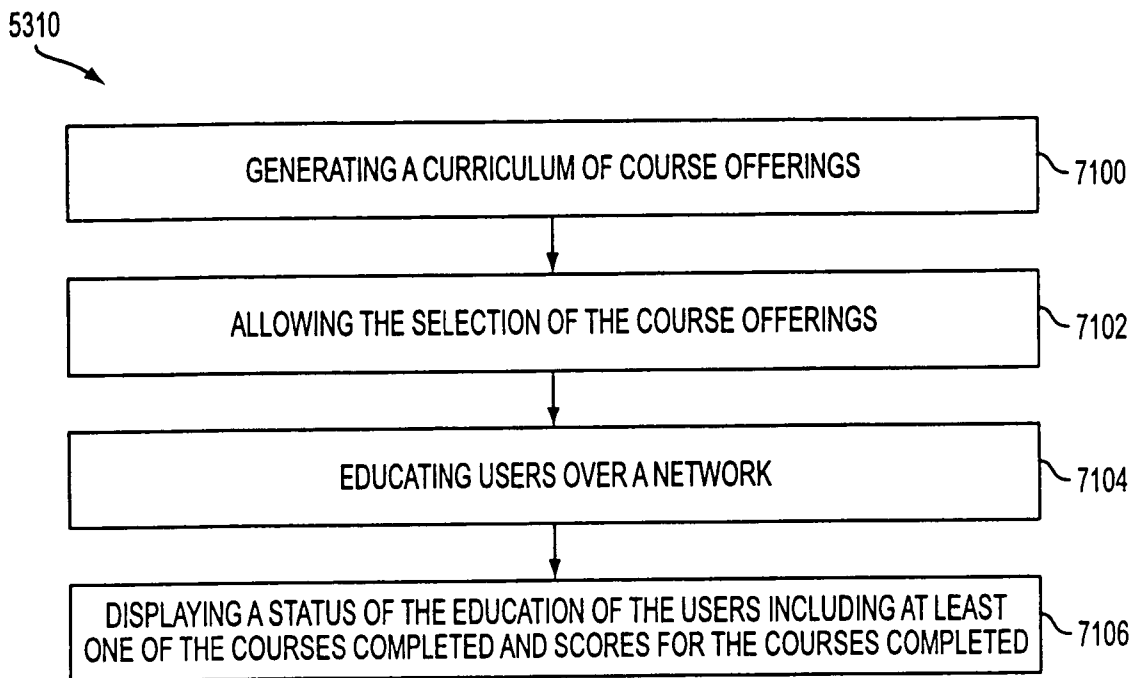 5310
GENERATING A CURRICULUM OF COURSE OFFERINGS
7100
ALLOWING THE SELECTION OF THE COURSE OFFERINGS
7102
EDUCATING USERS OVER A NETWORK
7104
DISPLAYING A STATUS OF THE EDUCATION OF THE USERS INCLUDING AT LEAST
ONE OF THE COURSES COMPLETED AND SCORES FOR THE COURSES COMPLETED
7106